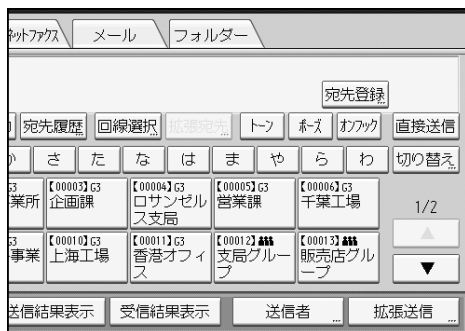 ネットファクス メール フォルダー
宛先登録
宛先履歴 回線選択 拡張宛先 トーン ポーズ オンフック 直接送信
か さ た な は ま や ら わ 切り替え
G3 【00003】G3 【00004】G3 【00005】G3 【00006】G3
業所 企画課 ロサンゼル 営業課 千葉工場 1/2
ス支局
G3 【00010】G3 【00011】G3 【00012】 【00013】
事業 上海工場 香港オフィ 支局グルー 販売店グル
ス プ ープ
送信結果表示 受信結果表示 送信者 拡張送信